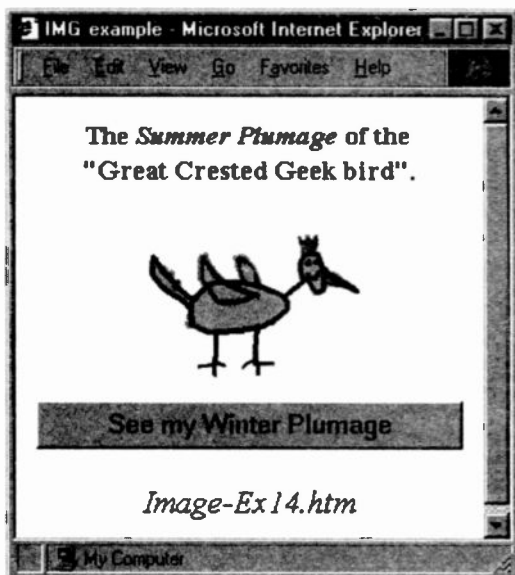 IMG example - Microsoft Internet Explorer
File Edit View Go Favorites Help
The Summer Plumage of the
"Great Crested Geek bird".
See my Winter Plumage
Image-Ex14.htm
My Computer